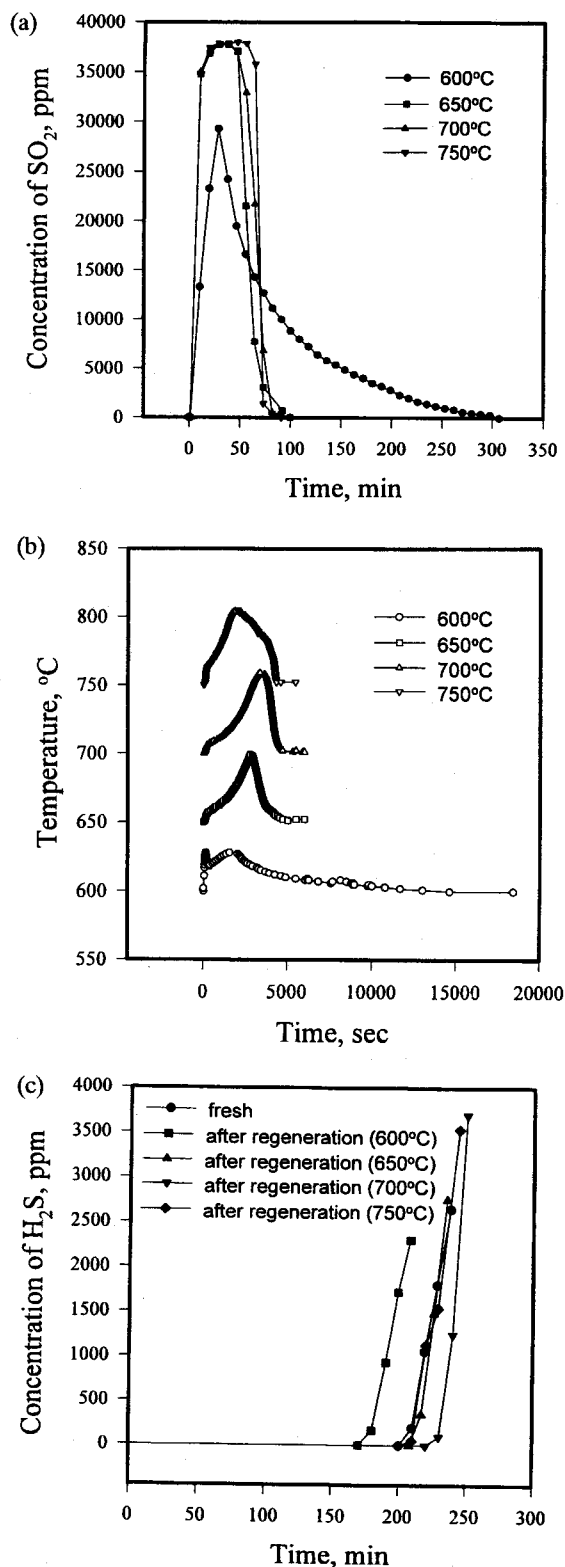 (a)
40000
35000
30000
25000
20000
15000
10000
5000
0
Concentration of SO₂, ppm
600°C
650°C
700°C
750°C
0 50 100 150 200 250 300 350
Time, min
(b)
850
800
750
700
650
600
550
Temperature, °C
600°C
650°C
700°C
750°C
0 5000 10000 15000 20000
Time, sec
(c)
4000
3500
3000
2500
2000
1500
1000
500
0
Concentration of H₂S, ppm
fresh
after regeneration (600°C)
after regeneration (650°C)
after regeneration (700°C)
after regeneration (750°C)
0 50 100 150 200 250 300
Time, min